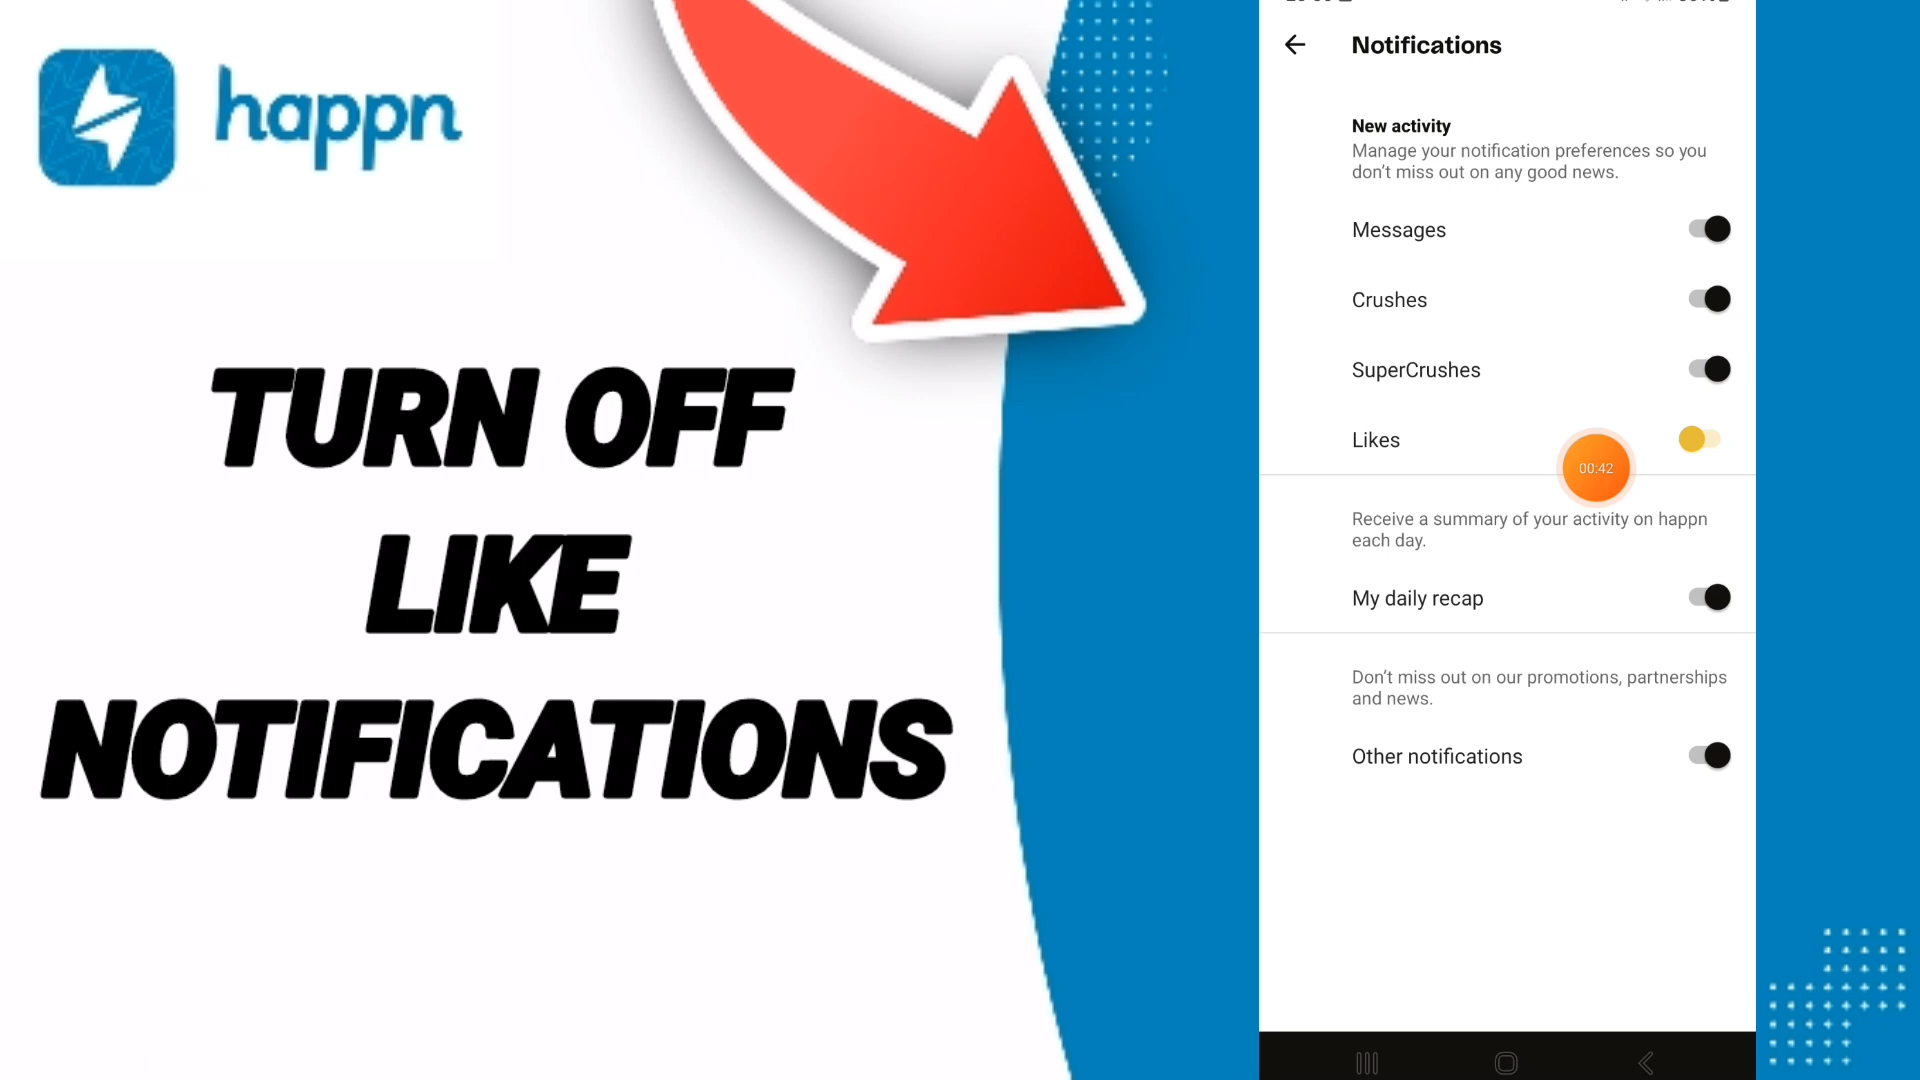 happn
TURN OFF
LIKE
NOTIFICATIONS
Notifications
New activity
Manage your notification preferences so you
don't miss out on any good news.
Messages
Crushes
SuperCrushes
Likes
00:42
Receive a summary of your activity on happn
each day.
My daily recap
Don't miss out on our promotions, partnerships
and news.
Other notifications